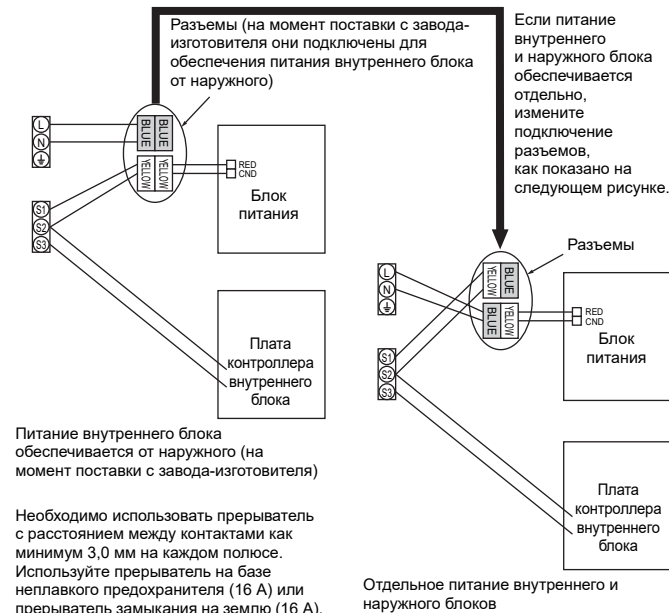 Разъемы (на момент поставки с завода-
изготовителя они подключены для
обеспечения питания внутреннего блока
от наружного)
Если питание
внутреннего
и наружного блока
обеспечивается
отдельно,
измените
подключение
разъемов,
как показано на
следующем рисунке.
L
N
BLUE BLUE
YELLOW YELLOW
RED
CND
Блок
питания
S1
S2
S3
Плата
контроллера
внутреннего
блока
Питание внутреннего блока
обеспечивается от наружного (на
момент поставки с завода-изготовителя)
Необходимо использовать прерыватель
с расстоянием между контактами как
минимум 3,0 мм на каждом полюсе.
Используйте прерыватель на базе
неплавкого предохранителя (16 А) или
прерыватель замыкания на землю (16 А).
Разъемы
L
N
YELLOW BLUE
BLUE YELLOW
RED
CND
Блок
питания
S1
S2
S3
Плата
контроллера
внутреннего
блока
Отдельное питание внутреннего и
наружного блоков